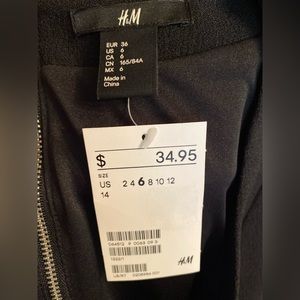 H&M
EUR 36
US 6
CA 6
CN 165/84A
MX 6
Made in
China
$ 34.95
SIZE
US 2 4 6 8 10 12
14
H&M